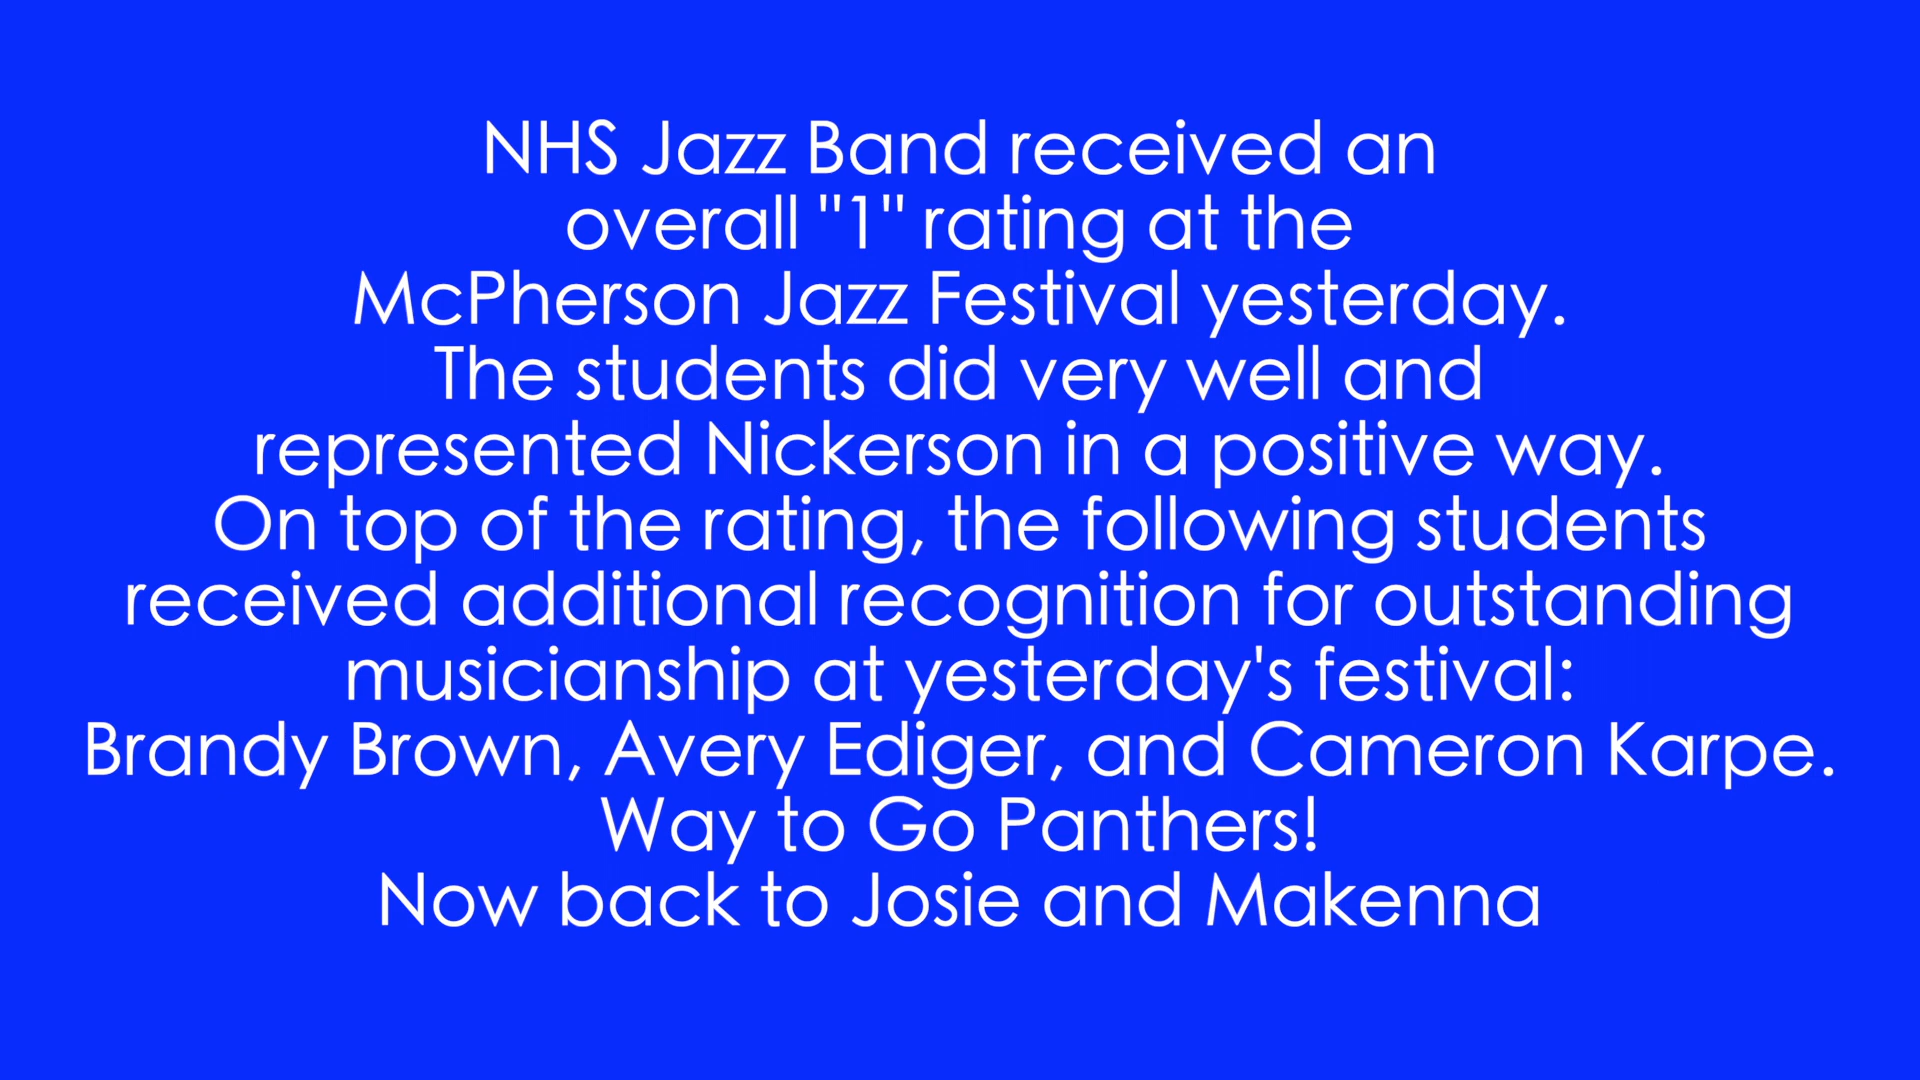 NHS Jazz Band received an
overall "1" rating at the
McPherson Jazz Festival yesterday.
The students did very well and
represented Nickerson in a positive way.
On top of the rating, the following students
received additional recognition for outstanding
musicianship at yesterday's festival:
Brandy Brown, Avery Ediger, and Cameron Karpe.
Way to Go Panthers!
Now back to Josie and Makenna